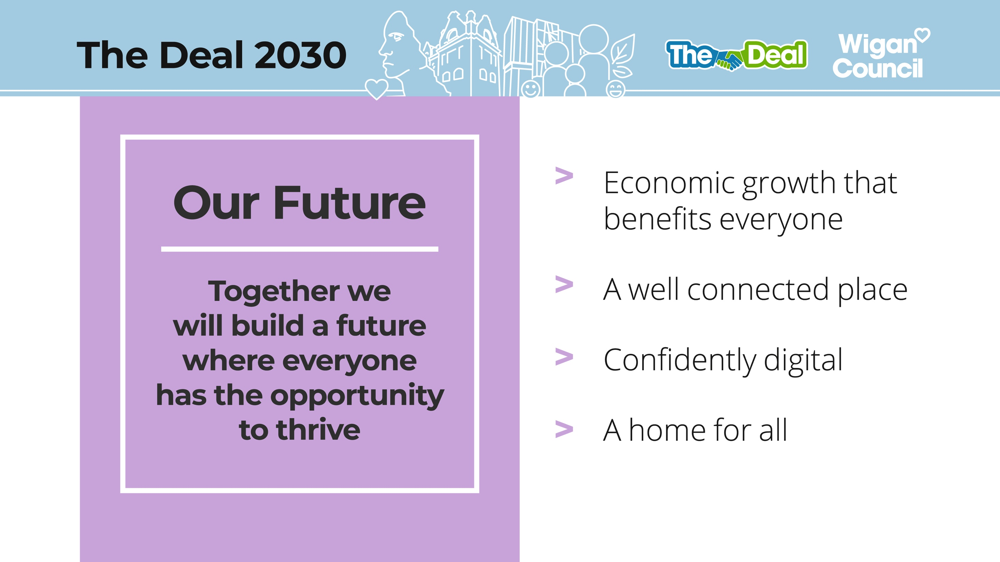 The Deal 2030
The Deal
Wigan
Council
Our Future
Together we
will build a future
where everyone
has the opportunity
to thrive
> Economic growth that
benefits everyone
> A well connected place
> Confidently digital
> A home for all